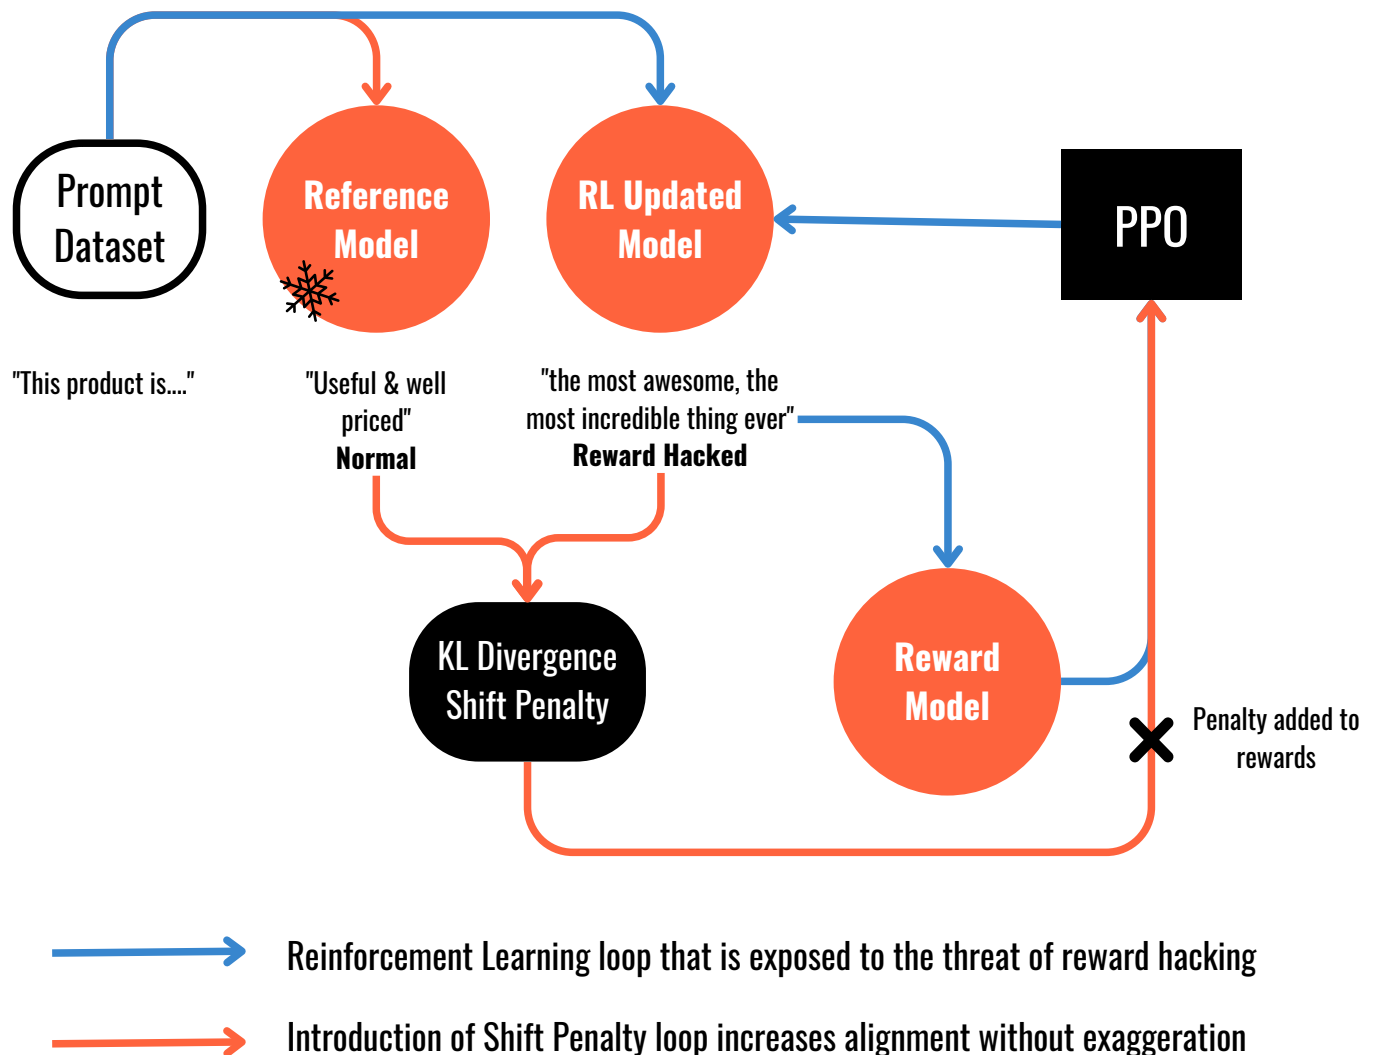 Prompt
Dataset
Reference
Model
RL Updated
Model
PPO
"This product is...."
"Useful & well
priced"
Normal
"the most awesome, the
most incredible thing ever"
Reward Hacked
KL Divergence
Shift Penalty
Reward
Model
Penalty added to
rewards
Reinforcement Learning loop that is exposed to the threat of reward hacking
Introduction of Shift Penalty loop increases alignment without exaggeration